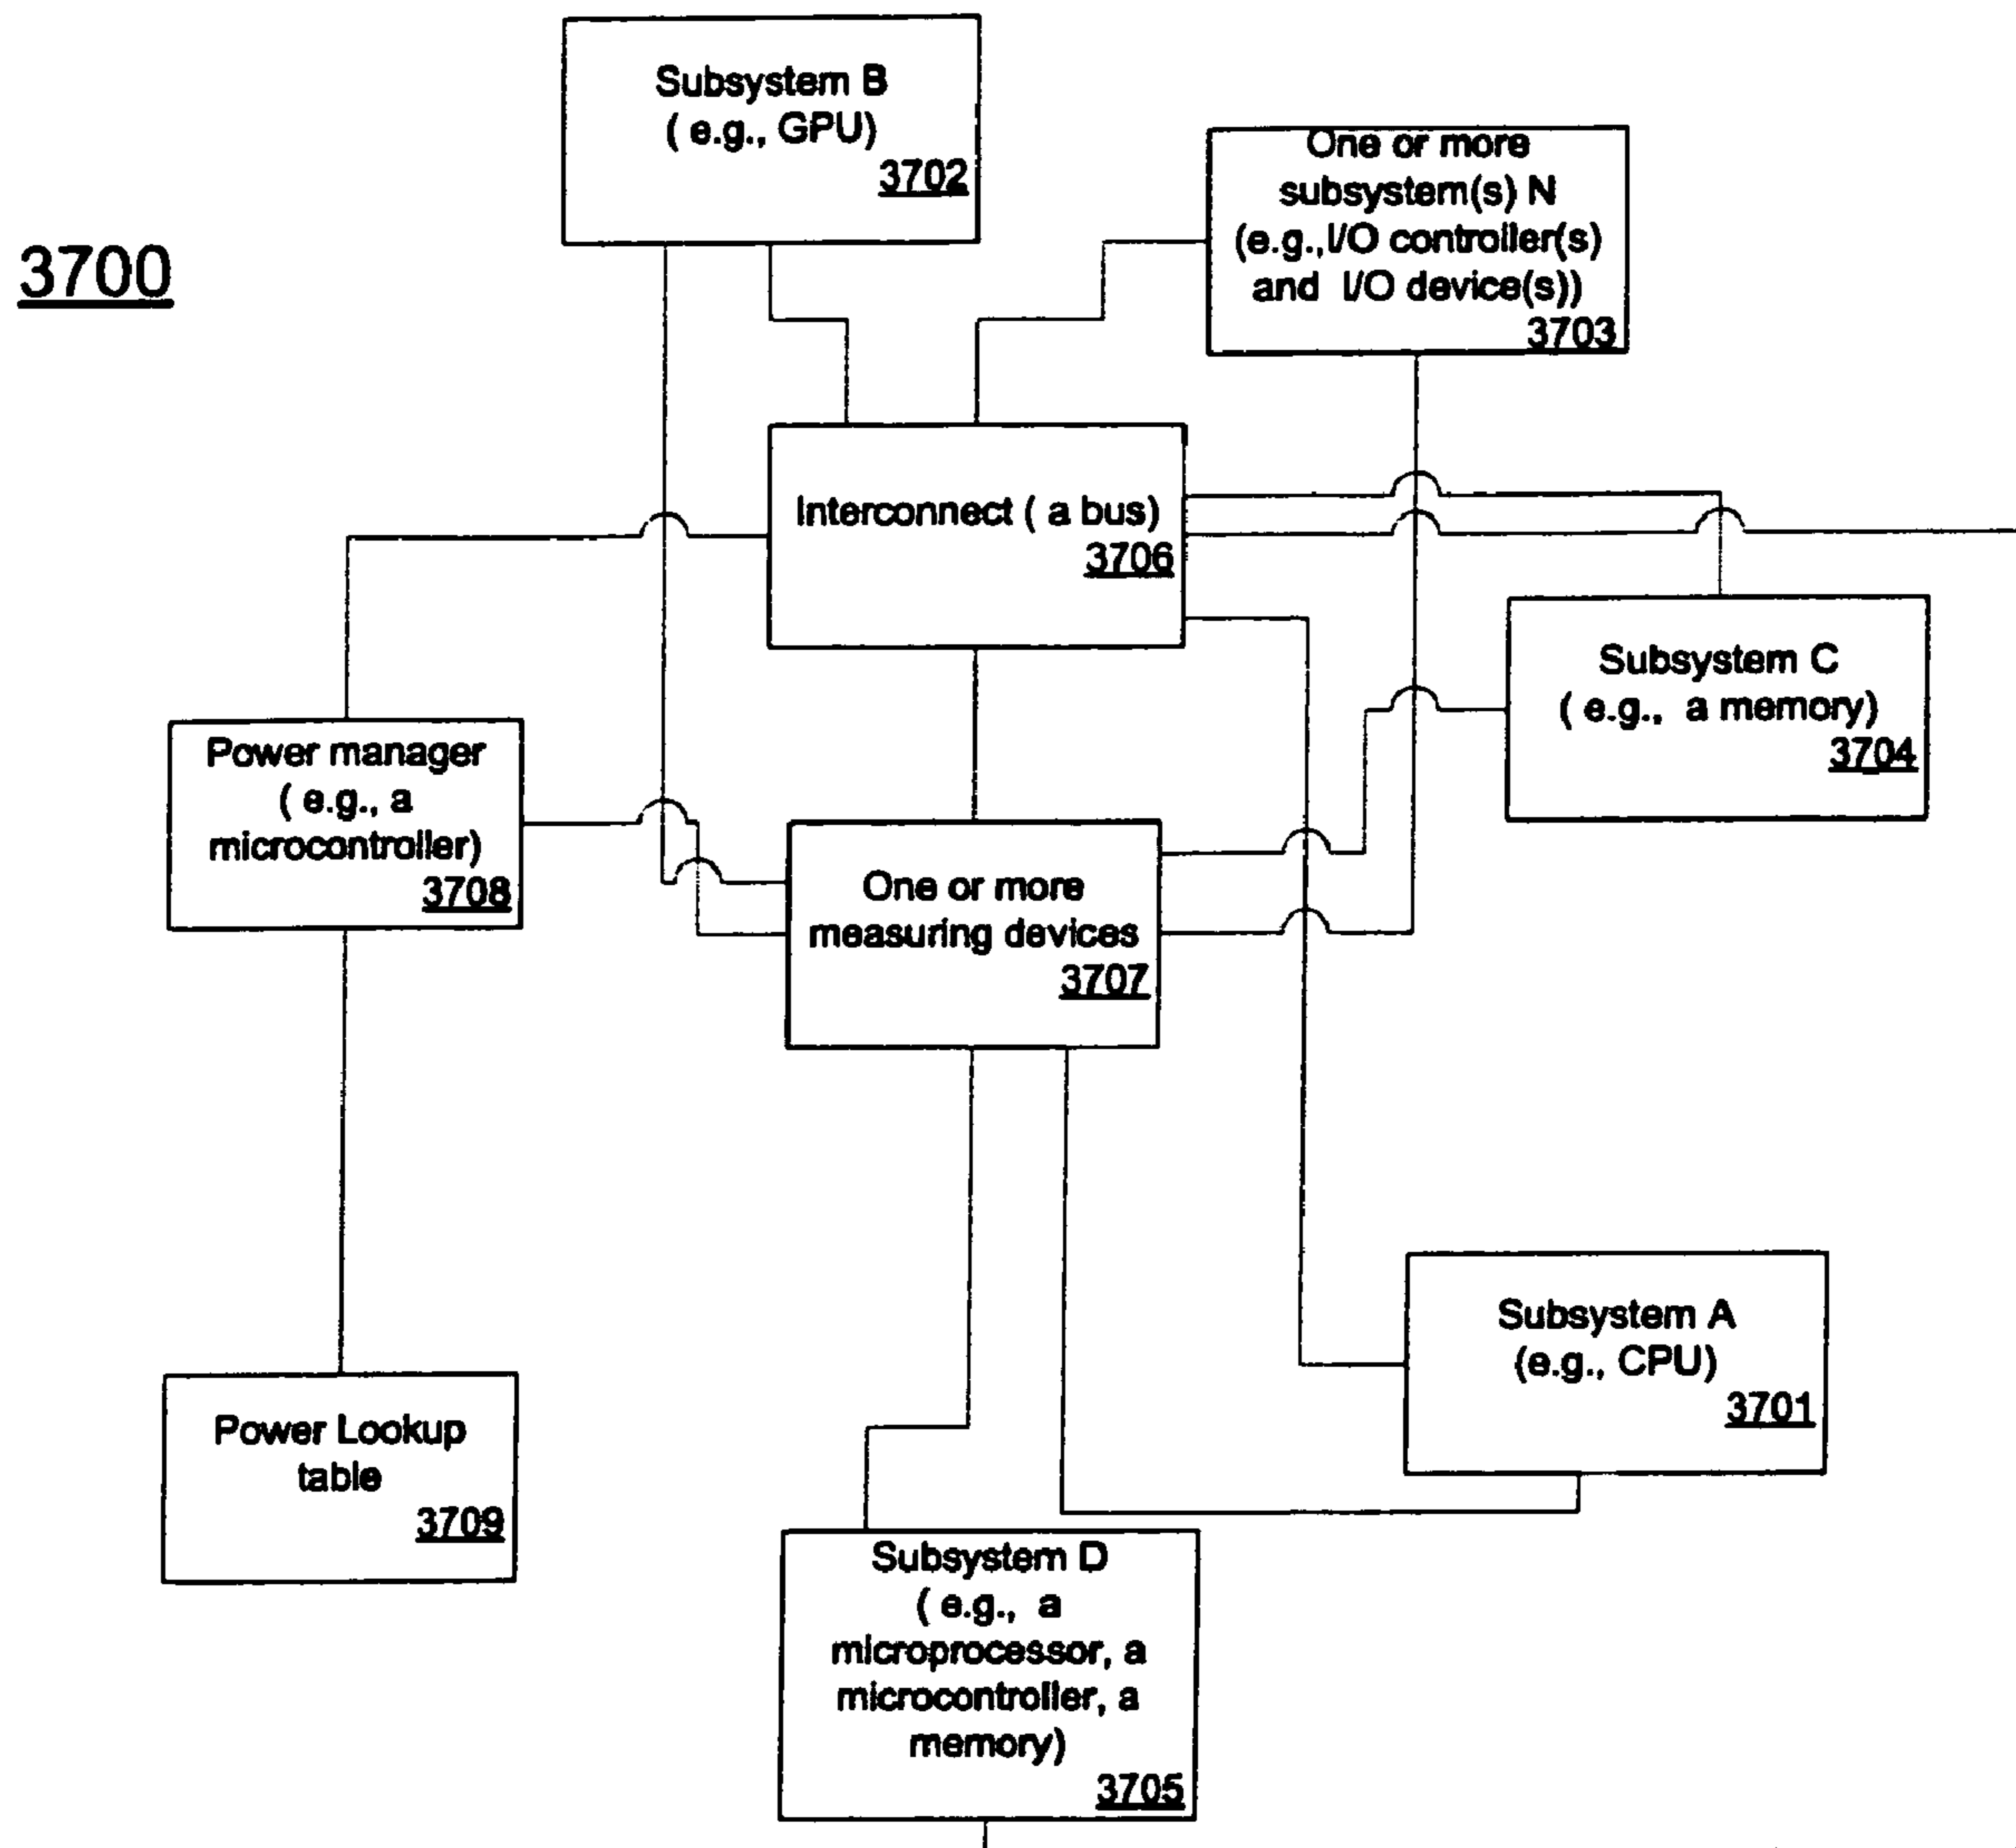 Subsystem B
( e.g., GPU)
3702
One or more
subsystem(s) N
(e.g.,I/O controller(s)
and I/O device(s))
3703
3700
Interconnect ( a bus)
3706
Subsystem C
( e.g., a memory)
3704
Power manager
( e.g., a
microcontroller)
3708
One or more
measuring devices
3707
Subsystem A
(e.g., CPU)
3701
Power Lookup
table
3709
Subsystem D
( e.g., a
microprocessor, a
microcontroller, a
memory)
3705